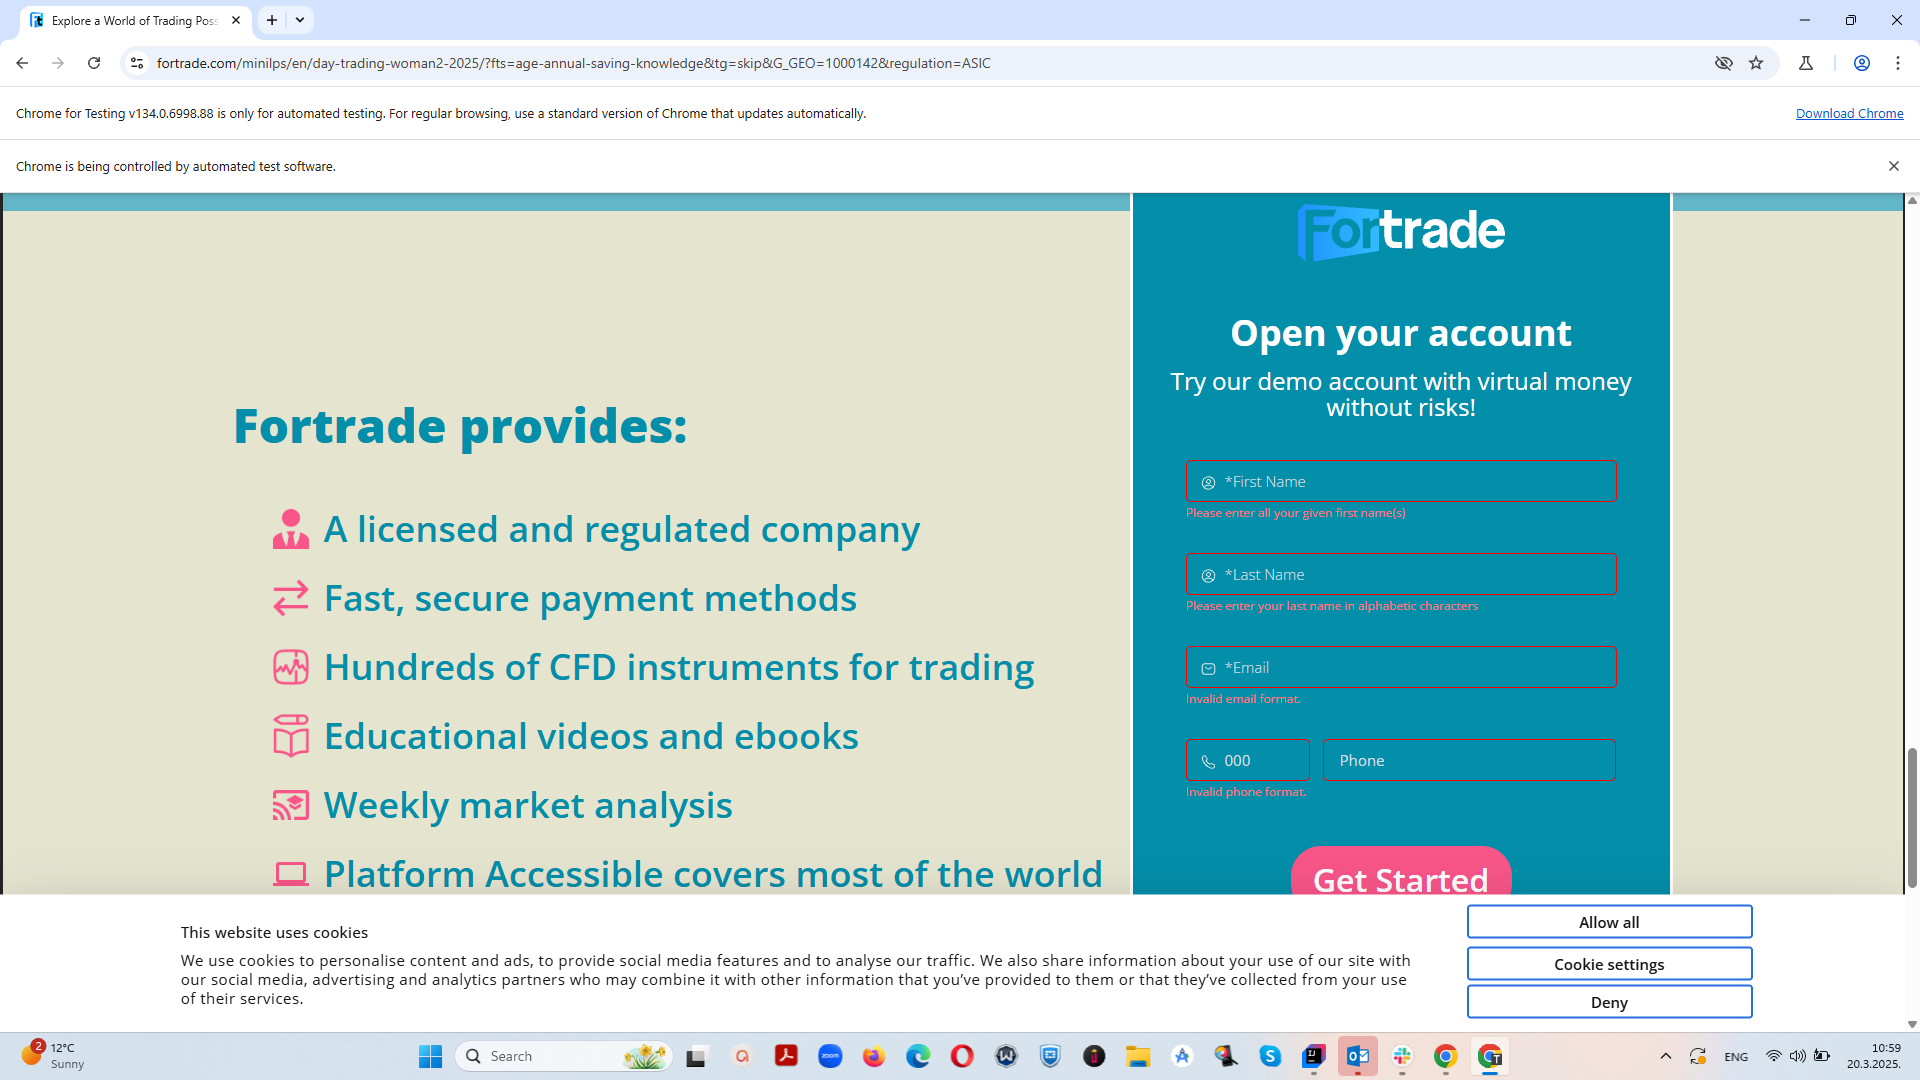 Explore a World of Trading Poss
fortrade.com/minilps/en/day-trading-woman2-2025/?fts=age-annual-saving-knowledge&tg=skip&G_GEO=1000142&regulation=ASIC
Chrome for Testing v134.0.6998.88 is only for automated testing. For regular browsing, use a standard version of Chrome that updates automatically.
Download Chrome
Chrome is being controlled by automated test software.
Fortrade
Open your account
Try our demo account with virtual money
without risks!
*First Name
Please enter all your given first name(s)
*Last Name
Please enter your last name in alphabetic characters
*Email
Invalid email format.
000
Phone
Invalid phone format.
Get Started
Fortrade provides:
A licensed and regulated company
Fast, secure payment methods
Hundreds of CFD instruments for trading
Educational videos and ebooks
Weekly market analysis
Platform Accessible covers most of the world
This website uses cookies
We use cookies to personalise content and ads, to provide social media features and to analyse our traffic. We also share information about your use of our site with
our social media, advertising and analytics partners who may combine it with other information that you’ve provided to them or that they’ve collected from your use
of their services.
Allow all
Cookie settings
Deny
2
12°C
Sunny
Search
zoom
ENG
10:59
20.3.2025.